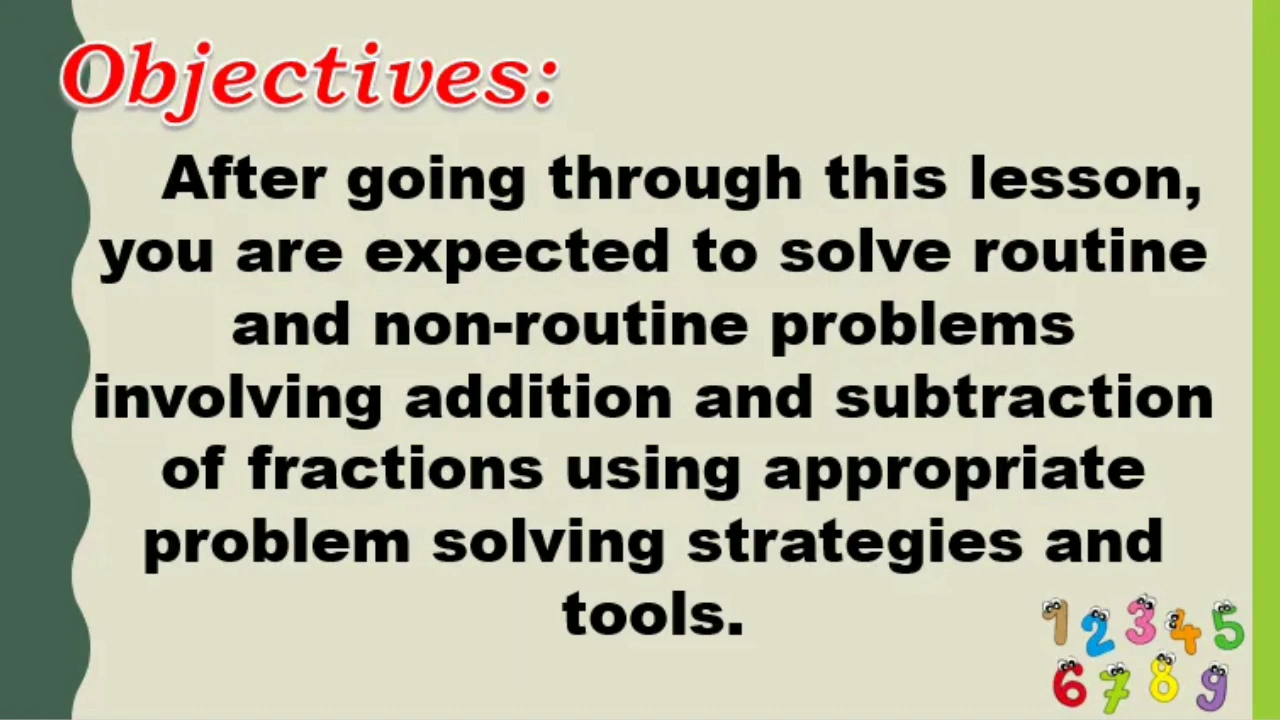 Objectives:
After going through this lesson,
you are expected to solve routine
and non-routine problems
involving addition and subtraction
of fractions using appropriate
problem solving strategies and
tools.
1 2 3 4 5
6 7 8 9